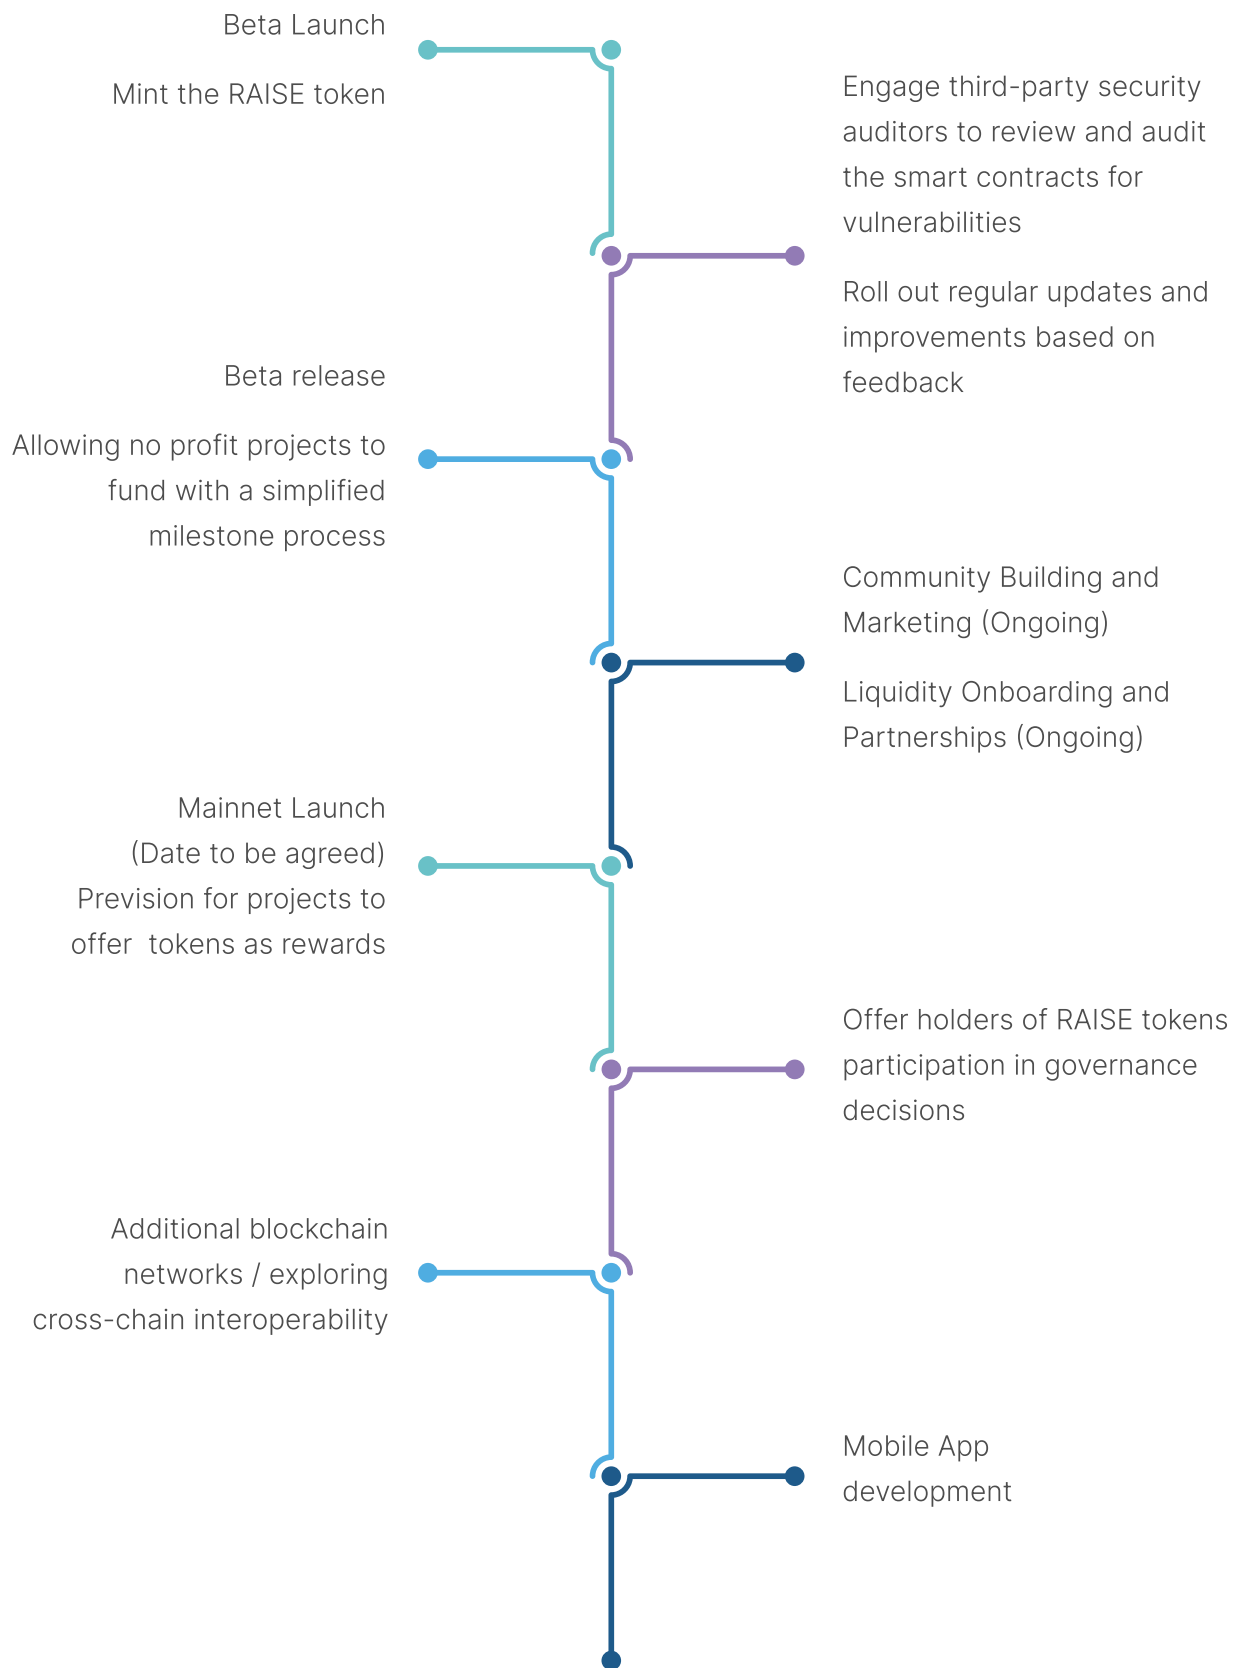 Beta Launch
Mint the RAISE token
Engage third-party security
auditors to review and audit
the smart contracts for
vulnerabilities
Roll out regular updates and
improvements based on
feedback
Beta release
Allowing no profit projects to
fund with a simplified
milestone process
Community Building and
Marketing (Ongoing)
Liquidity Onboarding and
Partnerships (Ongoing)
Mainnet Launch
(Date to be agreed)
Prevision for projects to
offer  tokens as rewards
Offer holders of RAISE tokens
participation in governance
decisions
Additional blockchain
networks / exploring
cross-chain interoperability
Mobile App
development